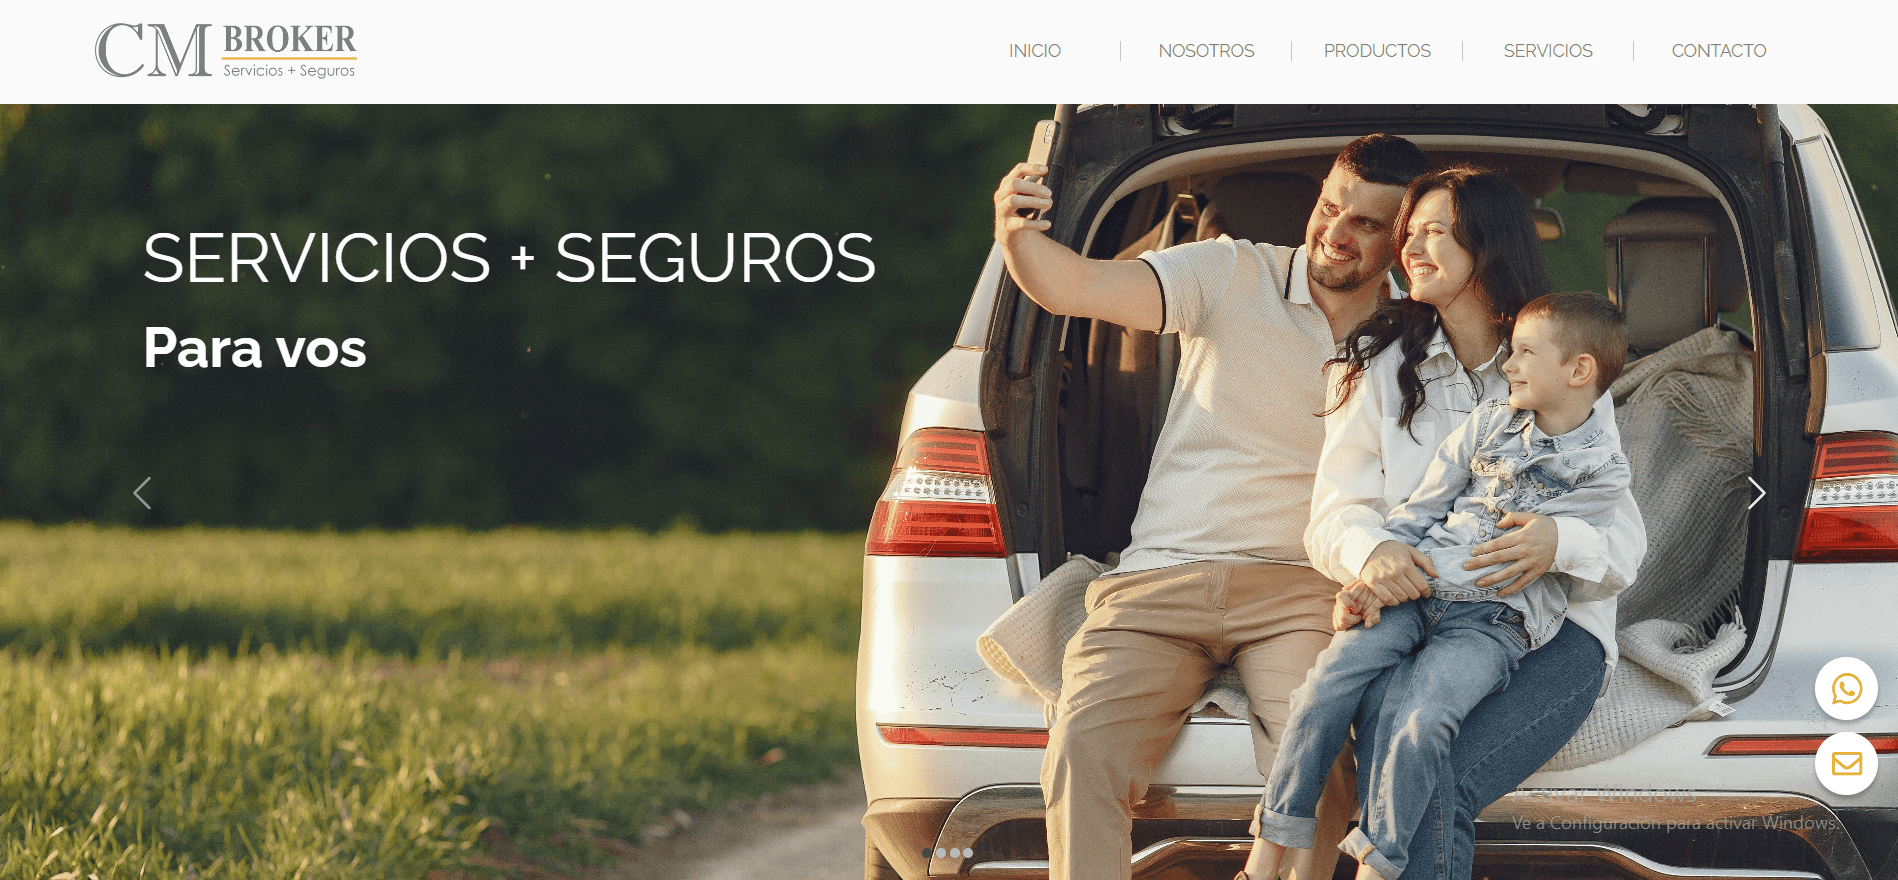 CM BROKER
Servicios + Seguros
INICIO
NOSOTROS
PRODUCTOS
SERVICIOS
CONTACTO
SERVICIOS + SEGUROS
Para vos
Windows
Ve a Configuración para activar Windows.